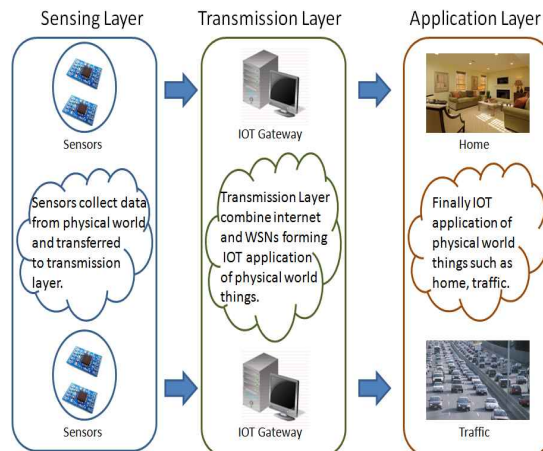 Sensing Layer
Transmission Layer
Application Layer
Sensors
IOT Gateway
Home
Sensors collect data
from physical world
and transferred
to transmission
layer.
Transmission Layer
combine internet
and WSNs forming
IOT application
of physical world
things.
Finally IOT
application of
physical world
things such as
home, traffic.
Sensors
IOT Gateway
Traffic